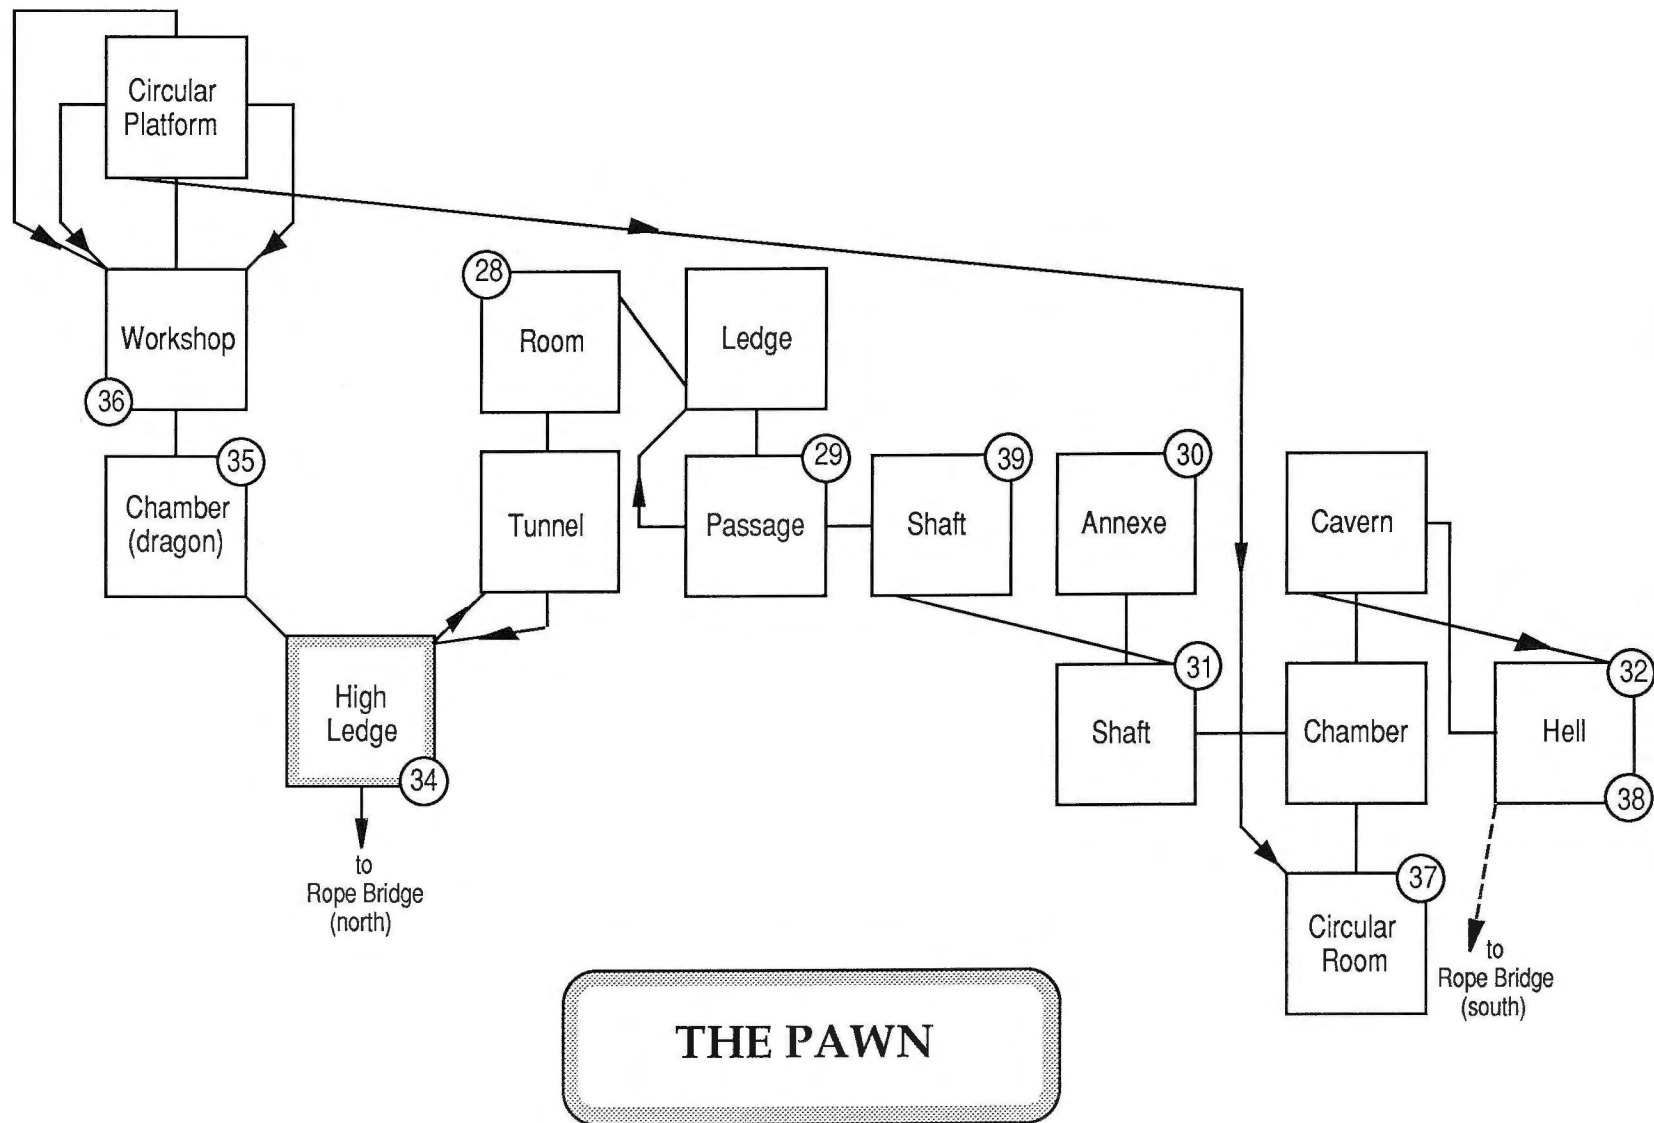 Circular
Platform
28
Workshop
Room
Ledge
36
35
29
39
30
Chamber
(dragon)
Tunnel
Passage
Shaft
Annexe
Cavern
31
32
High
Ledge
Shaft
Chamber
Hell
34
38
to
Rope Bridge
(north)
37
Circular
Room
to
Rope Bridge
(south)
THE PAWN